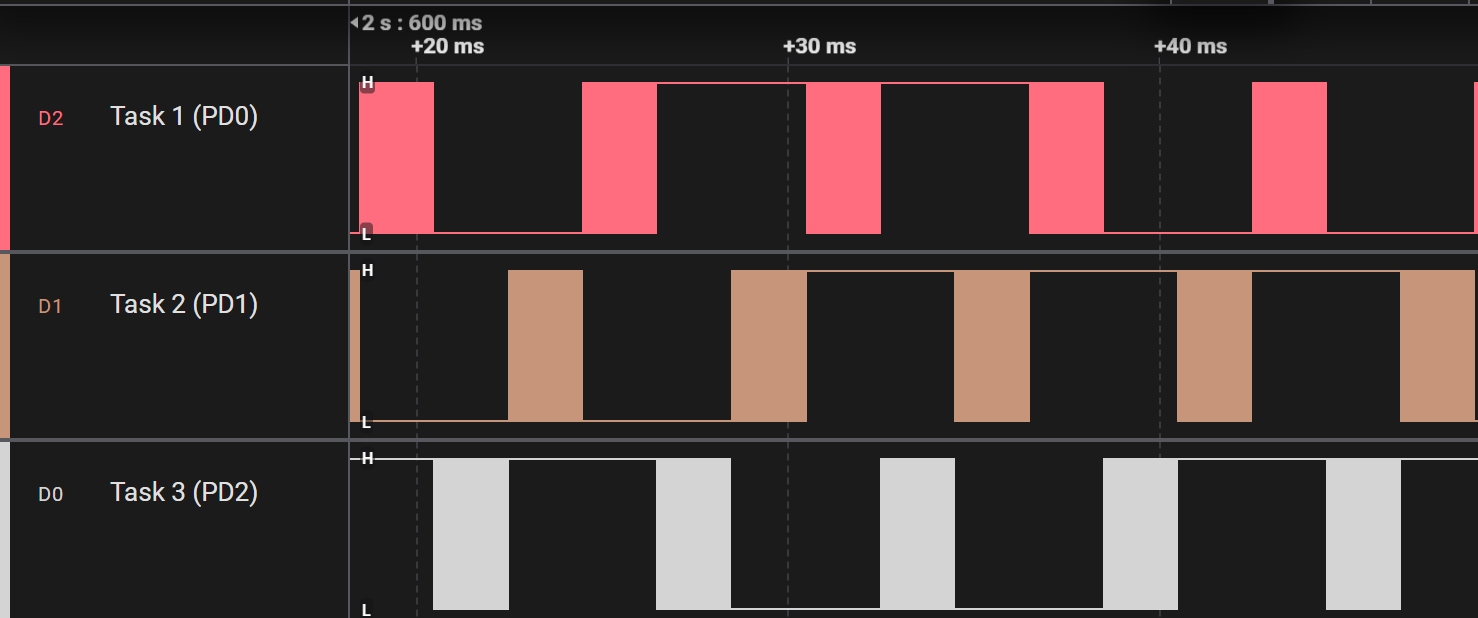 2 s : 600 ms
+20 ms +30 ms +40 ms
H
D2 Task 1 (PD0)
L
H
D1 Task 2 (PD1)
L
H
D0 Task 3 (PD2)
L